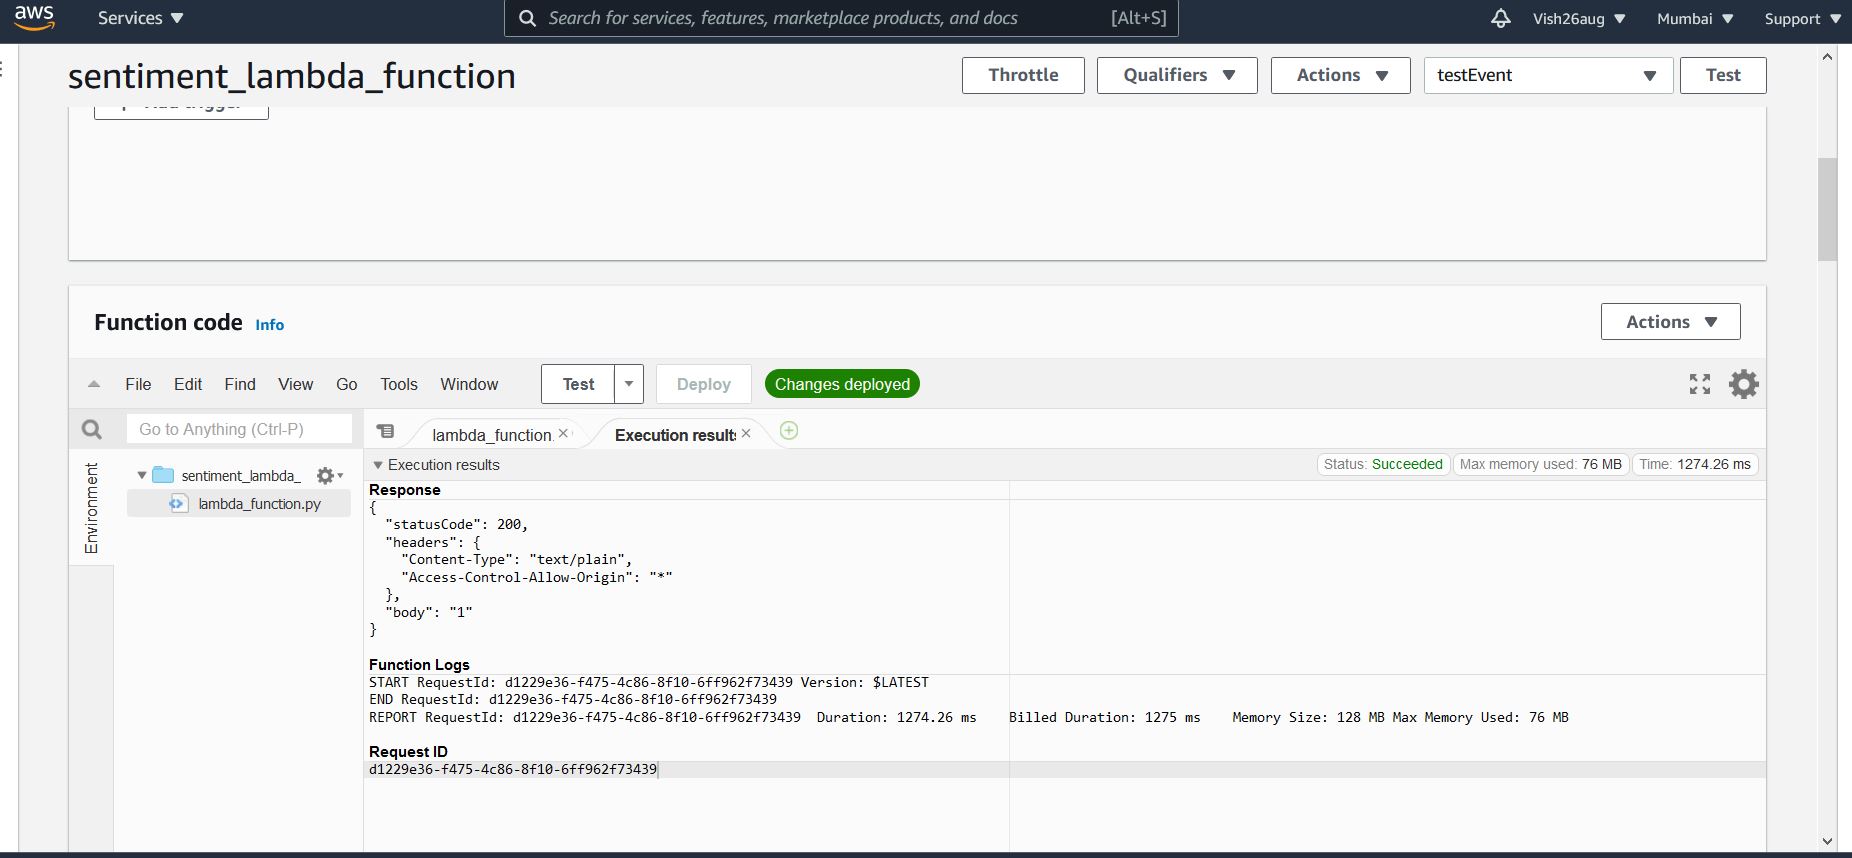 aws
Services
Search for services, features, marketplace products, and docs
[Alt+S]
Vish26aug
Mumbai
Support
sentiment_lambda_function
Throttle
Qualifiers
Actions
testEvent
Test
Function code
Info
Actions
File Edit Find View Go Tools Window
Test
Deploy
Changes deployed
Go to Anything (Ctrl-P)
lambda_function.
Execution results
Environment
sentiment_lambda_
lambda_function.py
Execution results
Status: Succeeded
Max memory used: 76 MB
Time: 1274.26 ms
Response
{
"statusCode": 200,
"headers": {
"Content-Type": "text/plain",
"Access-Control-Allow-Origin": "*"
},
"body": "1"
}
Function Logs
START RequestId: d1229e36-f475-4c86-8f10-6ff962f73439 Version: $LATEST
END RequestId: d1229e36-f475-4c86-8f10-6ff962f73439
REPORT RequestId: d1229e36-f475-4c86-8f10-6ff962f73439 Duration: 1274.26 ms Billed Duration: 1275 ms Memory Size: 128 MB Max Memory Used: 76 MB
Request ID
d1229e36-f475-4c86-8f10-6ff962f73439